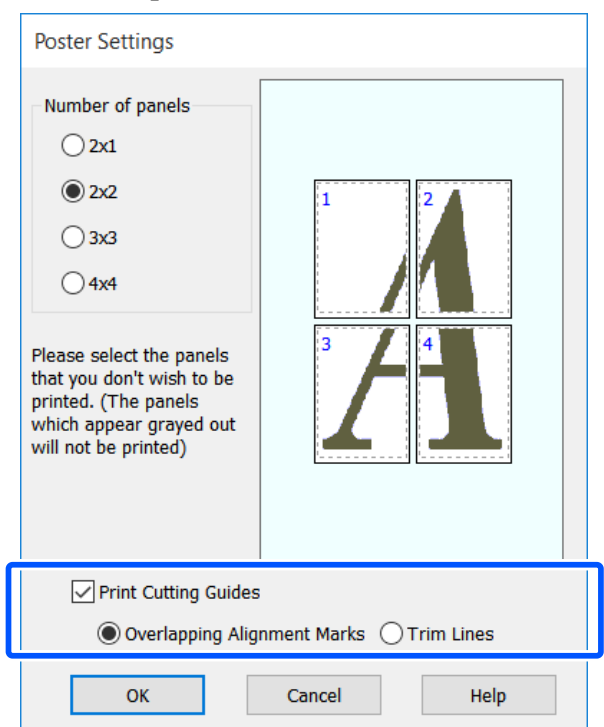 Poster Settings
Number of panels
2x1
2x2
3x3
4x4
1
2
3
4
Please select the panels
that you don't wish to be
printed. (The panels
which appear grayed out
will not be printed)
Print Cutting Guides
Overlapping Alignment Marks Trim Lines
OK Cancel Help